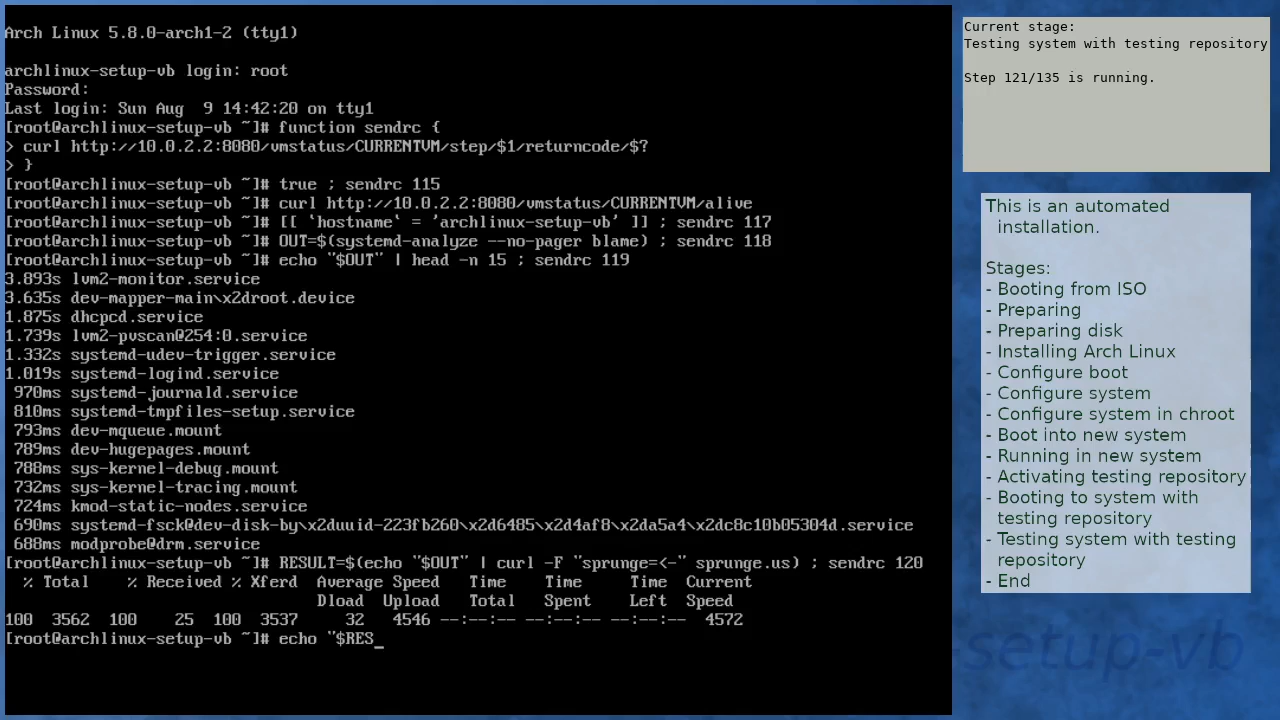 Arch Linux 5.8.0-arch1-2 (tty1)
archlinux-setup-vb login: root
Password:
Last login: Sun Aug  9 14:42:20 on tty1
[root@archlinux-setup-vb ~]# function sendrc {
> curl http://10.0.2.2:8080/vmstatus/CURRENTVM/step/$1/returncode/$?
> }
[root@archlinux-setup-vb ~]# true ; sendrc 115
[root@archlinux-setup-vb ~]# curl http://10.0.2.2:8080/vmstatus/CURRENTVM/alive
[root@archlinux-setup-vb ~]# [[ `hostname` = 'archlinux-setup-vb' ]] ; sendrc 117
[root@archlinux-setup-vb ~]# OUT=$(systemd-analyze --no-pager blame) ; sendrc 118
[root@archlinux-setup-vb ~]# echo "$OUT" | head -n 15 ; sendrc 119
3.893s lvm2-monitor.service
3.635s dev-mapper-main\x2droot.device
1.875s dhcpcd.service
1.739s lvm2-pvscan@254:0.service
1.332s systemd-udev-trigger.service
1.019s systemd-logind.service
 970ms systemd-journald.service
 810ms systemd-tmpfiles-setup.service
 793ms dev-mqueue.mount
 789ms dev-hugepages.mount
 788ms sys-kernel-debug.mount
 732ms sys-kernel-tracing.mount
 724ms kmod-static-nodes.service
 690ms systemd-fsck@dev-disk-by\x2duuid-223fb260\x2d6485\x2d4af8\x2da5a4\x2dc8c10b05304d.service
 688ms modprobe@drm.service
[root@archlinux-setup-vb ~]# RESULT=$(echo "$OUT" | curl -F "sprunge=<-" sprunge.us) ; sendrc 120
  % Total    % Received % Xferd  Average Speed   Time    Time     Time  Current
                                 Dload  Upload   Total   Spent    Left  Speed
100  3562  100    25  100  3537     32   4546 --:--:-- --:--:-- --:--:--  4572
[root@archlinux-setup-vb ~]# echo "$RES_
Current stage:
Testing system with testing repository
Step 121/135 is running.
This is an automated
installation.
Stages:
- Booting from ISO
- Preparing
- Preparing disk
- Installing Arch Linux
- Configure boot
- Configure system
- Configure system in chroot
- Boot into new system
- Running in new system
- Activating testing repository
- Booting to system with
testing repository
- Testing system with testing
repository
- End
-setup-vb